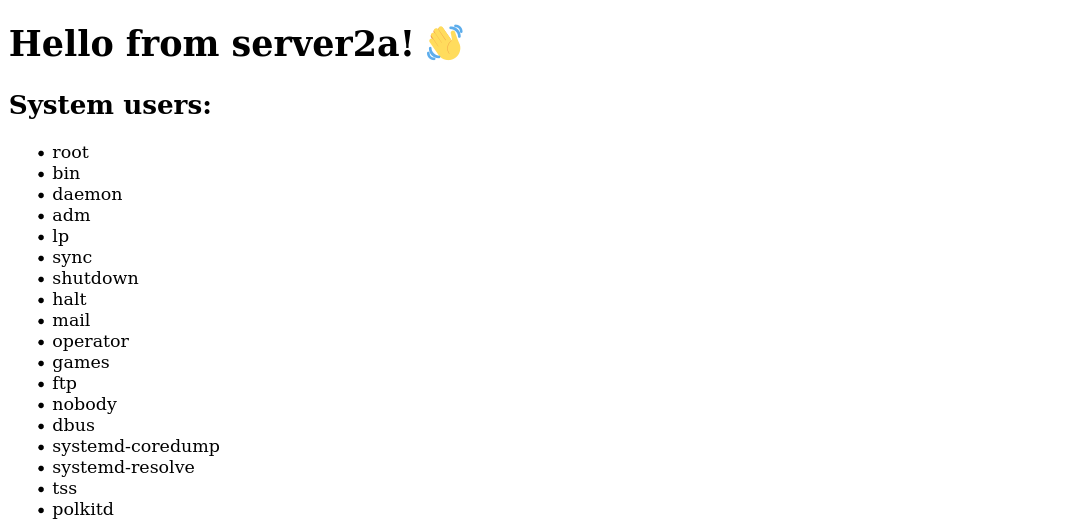 Hello from server2a! 👋
System users:
• root
• bin
• daemon
• adm
• lp
• sync
• shutdown
• halt
• mail
• operator
• games
• ftp
• nobody
• dbus
• systemd-coredump
• systemd-resolve
• tss
• polkitd